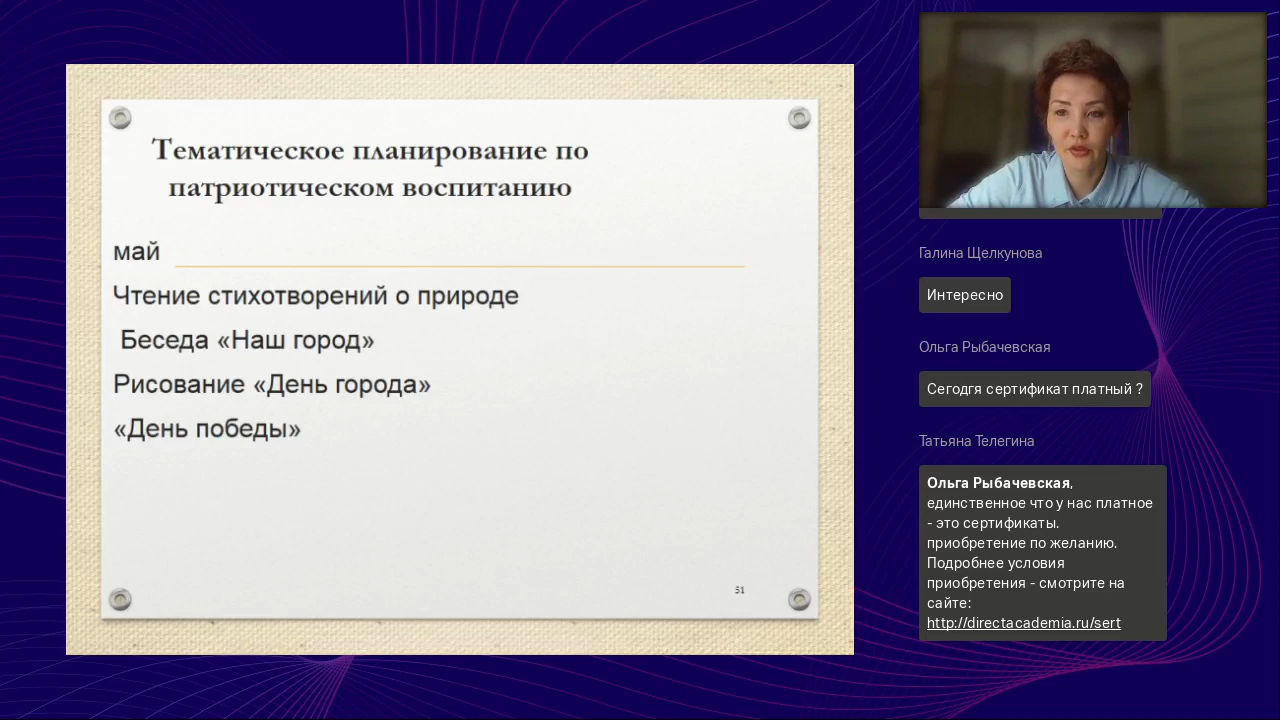 Тематическое планирование по
патриотическом воспитанию
май
Чтение стихотворений о природе
Беседа «Наш город»
Рисование «День города»
«День победы»
51
Галина Щелкунова
Интересно
Ольга Рыбачевская
Сегодгя сертификат платный ?
Татьяна Телегина
Ольга Рыбачевская,
единственное что у нас платное
- это сертификаты.
приобретение по желанию.
Подробнее условия
приобретения - смотрите на
сайте:
http://directacademia.ru/sert